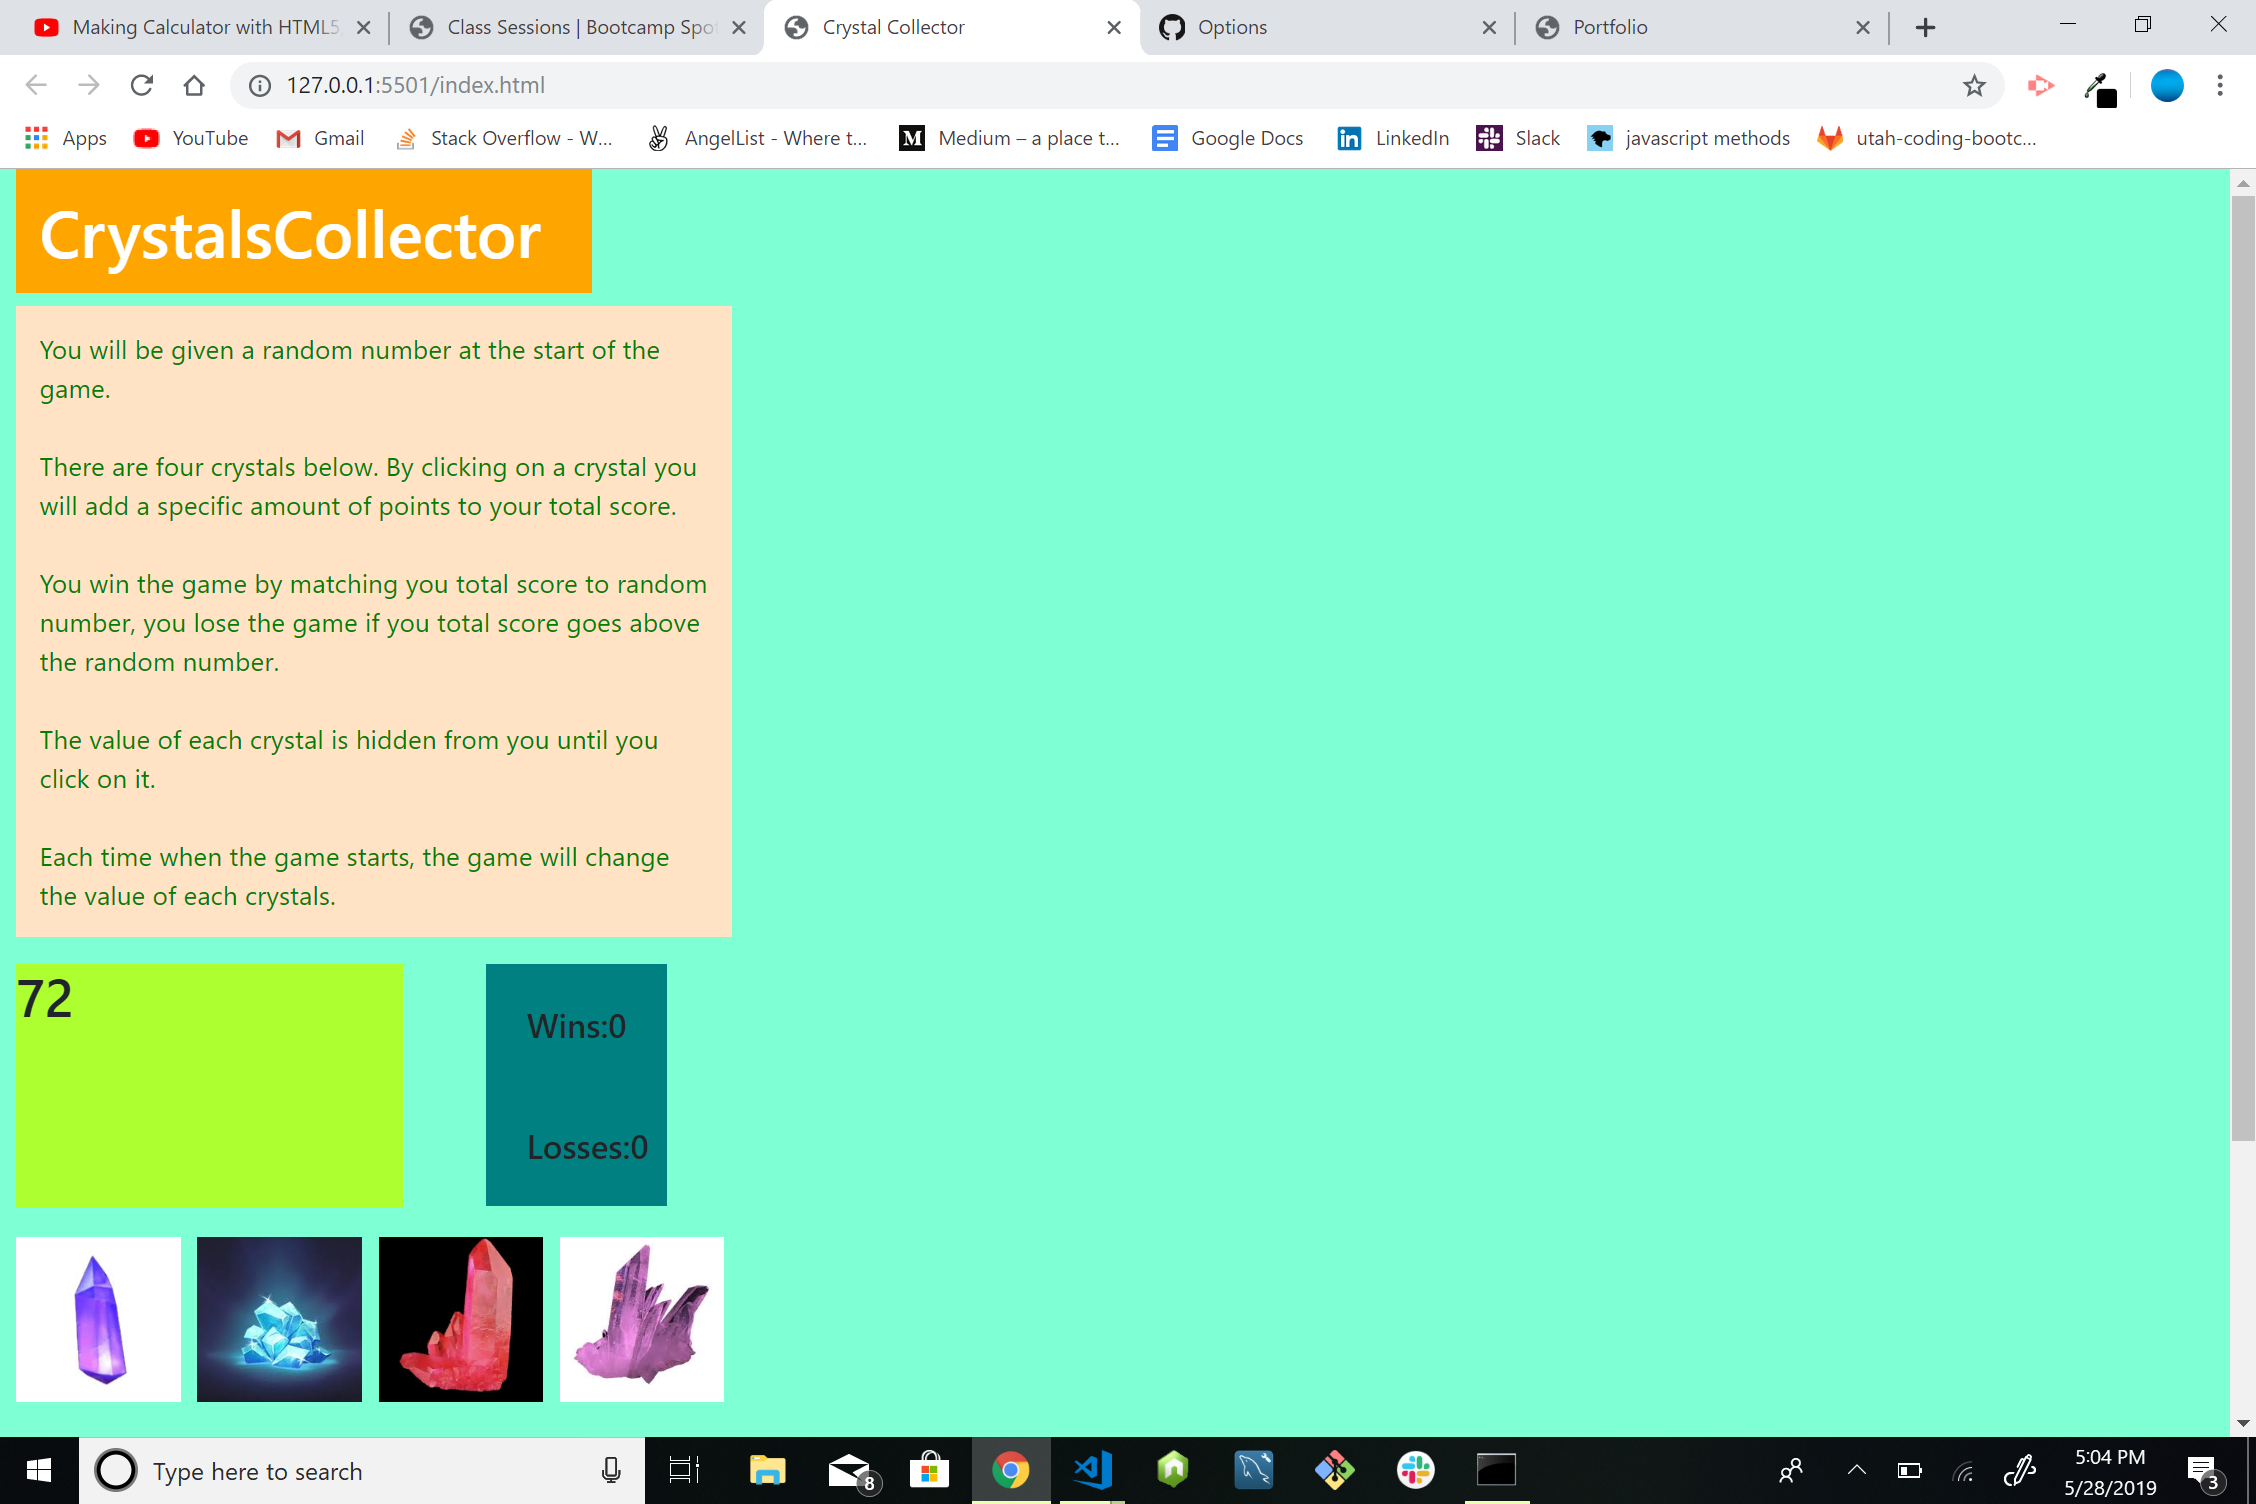 Making Calculator with HTML5, Class Sessions | Bootcamp Spot Crystal Collector Options Portfolio
127.0.0.1:5501/index.html
Apps YouTube Gmail Stack Overflow - W... AngelList - Where t... M Medium – a place t... Google Docs in LinkedIn Slack javascript methods utah-coding-bootc...
CrystalsCollector
You will be given a random number at the start of the
game.
There are four crystals below. By clicking on a crystal you
will add a specific amount of points to your total score.
You win the game by matching you total score to random
number, you lose the game if you total score goes above
the random number.
The value of each crystal is hidden from you until you
click on it.
Each time when the game starts, the game will change
the value of each crystals.
72
Wins:0
Losses:0
Type here to search 8 5:04 PM
5/28/2019 3